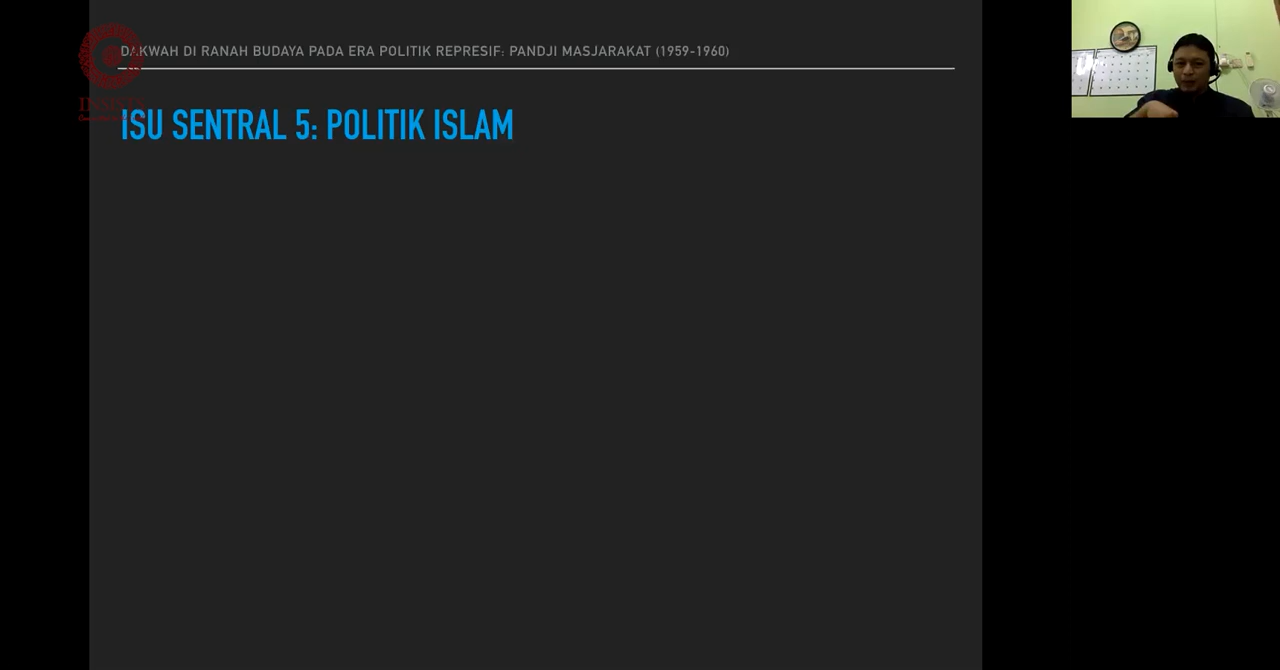 DAKWAH DI RANAH BUDAYA PADA ERA POLITIK REPRESIF: PANDJI MASJARAKAT (1959-1960)
ISU SENTRAL 5: POLITIK ISLAM